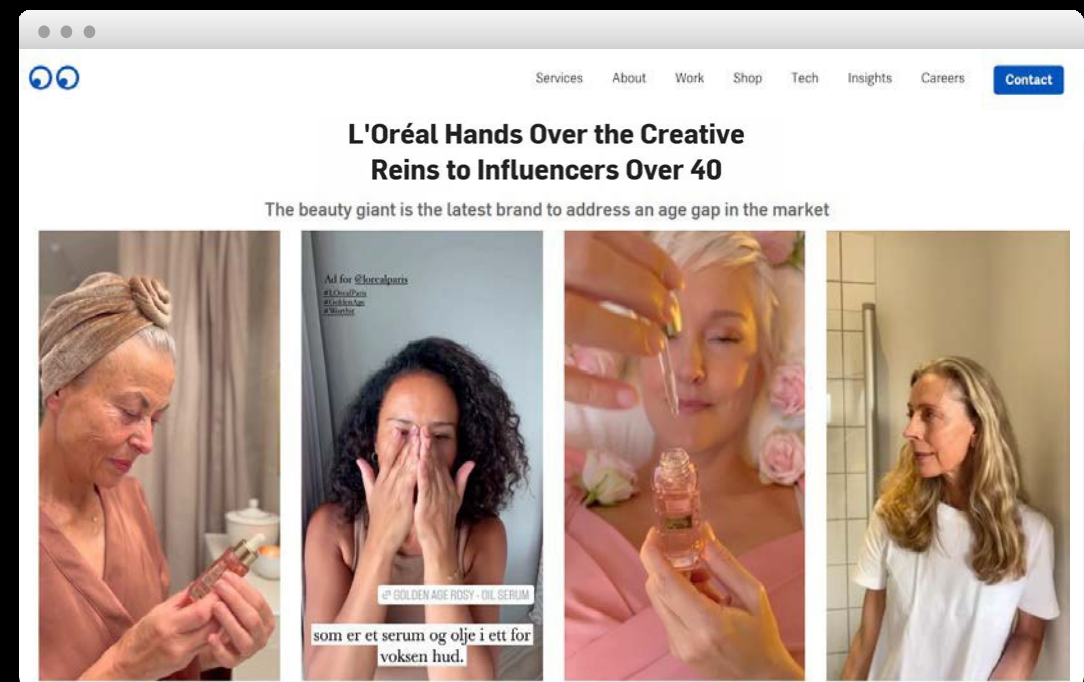 Services About Work Shop Tech Insights Careers Contact
L'Oréal Hands Over the Creative
Reins to Influencers Over 40
The beauty giant is the latest brand to address an age gap in the market
Ad for @lorealparis
#LOrealParis
#GoldenAge
#Worthit
GOLDEN AGE ROSY - OIL SERUM
som er et serum og olje i ett for
voksen hud.